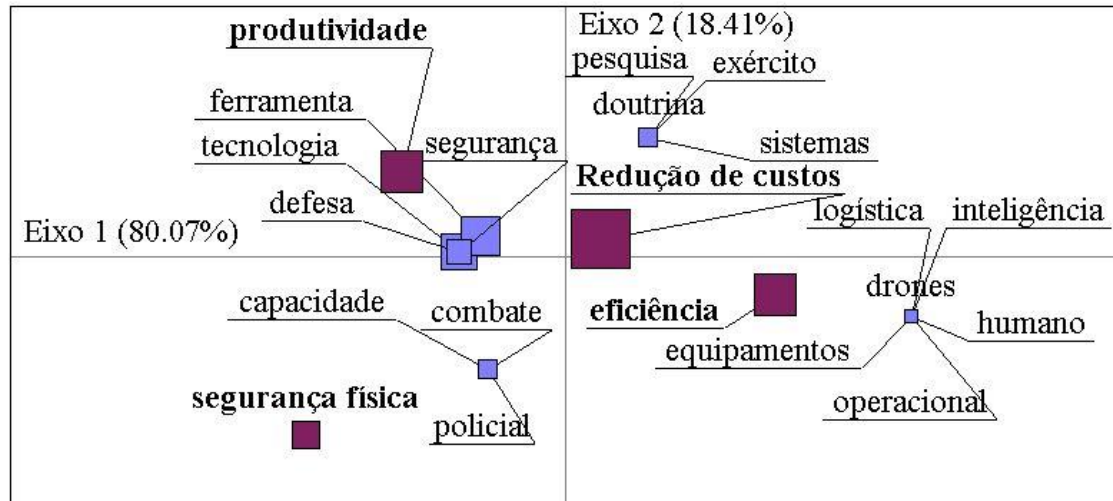 produtividade
Eixo 2 (18.41%)
pesquisa
exército
ferramenta
doutrina
tecnologia
segurança
sistemas
Redução de custos
defesa
logística
inteligência
Eixo 1 (80.07%)
capacidade
combate
eficiência
drones
humano
equipamentos
segurança física
policial
operacional